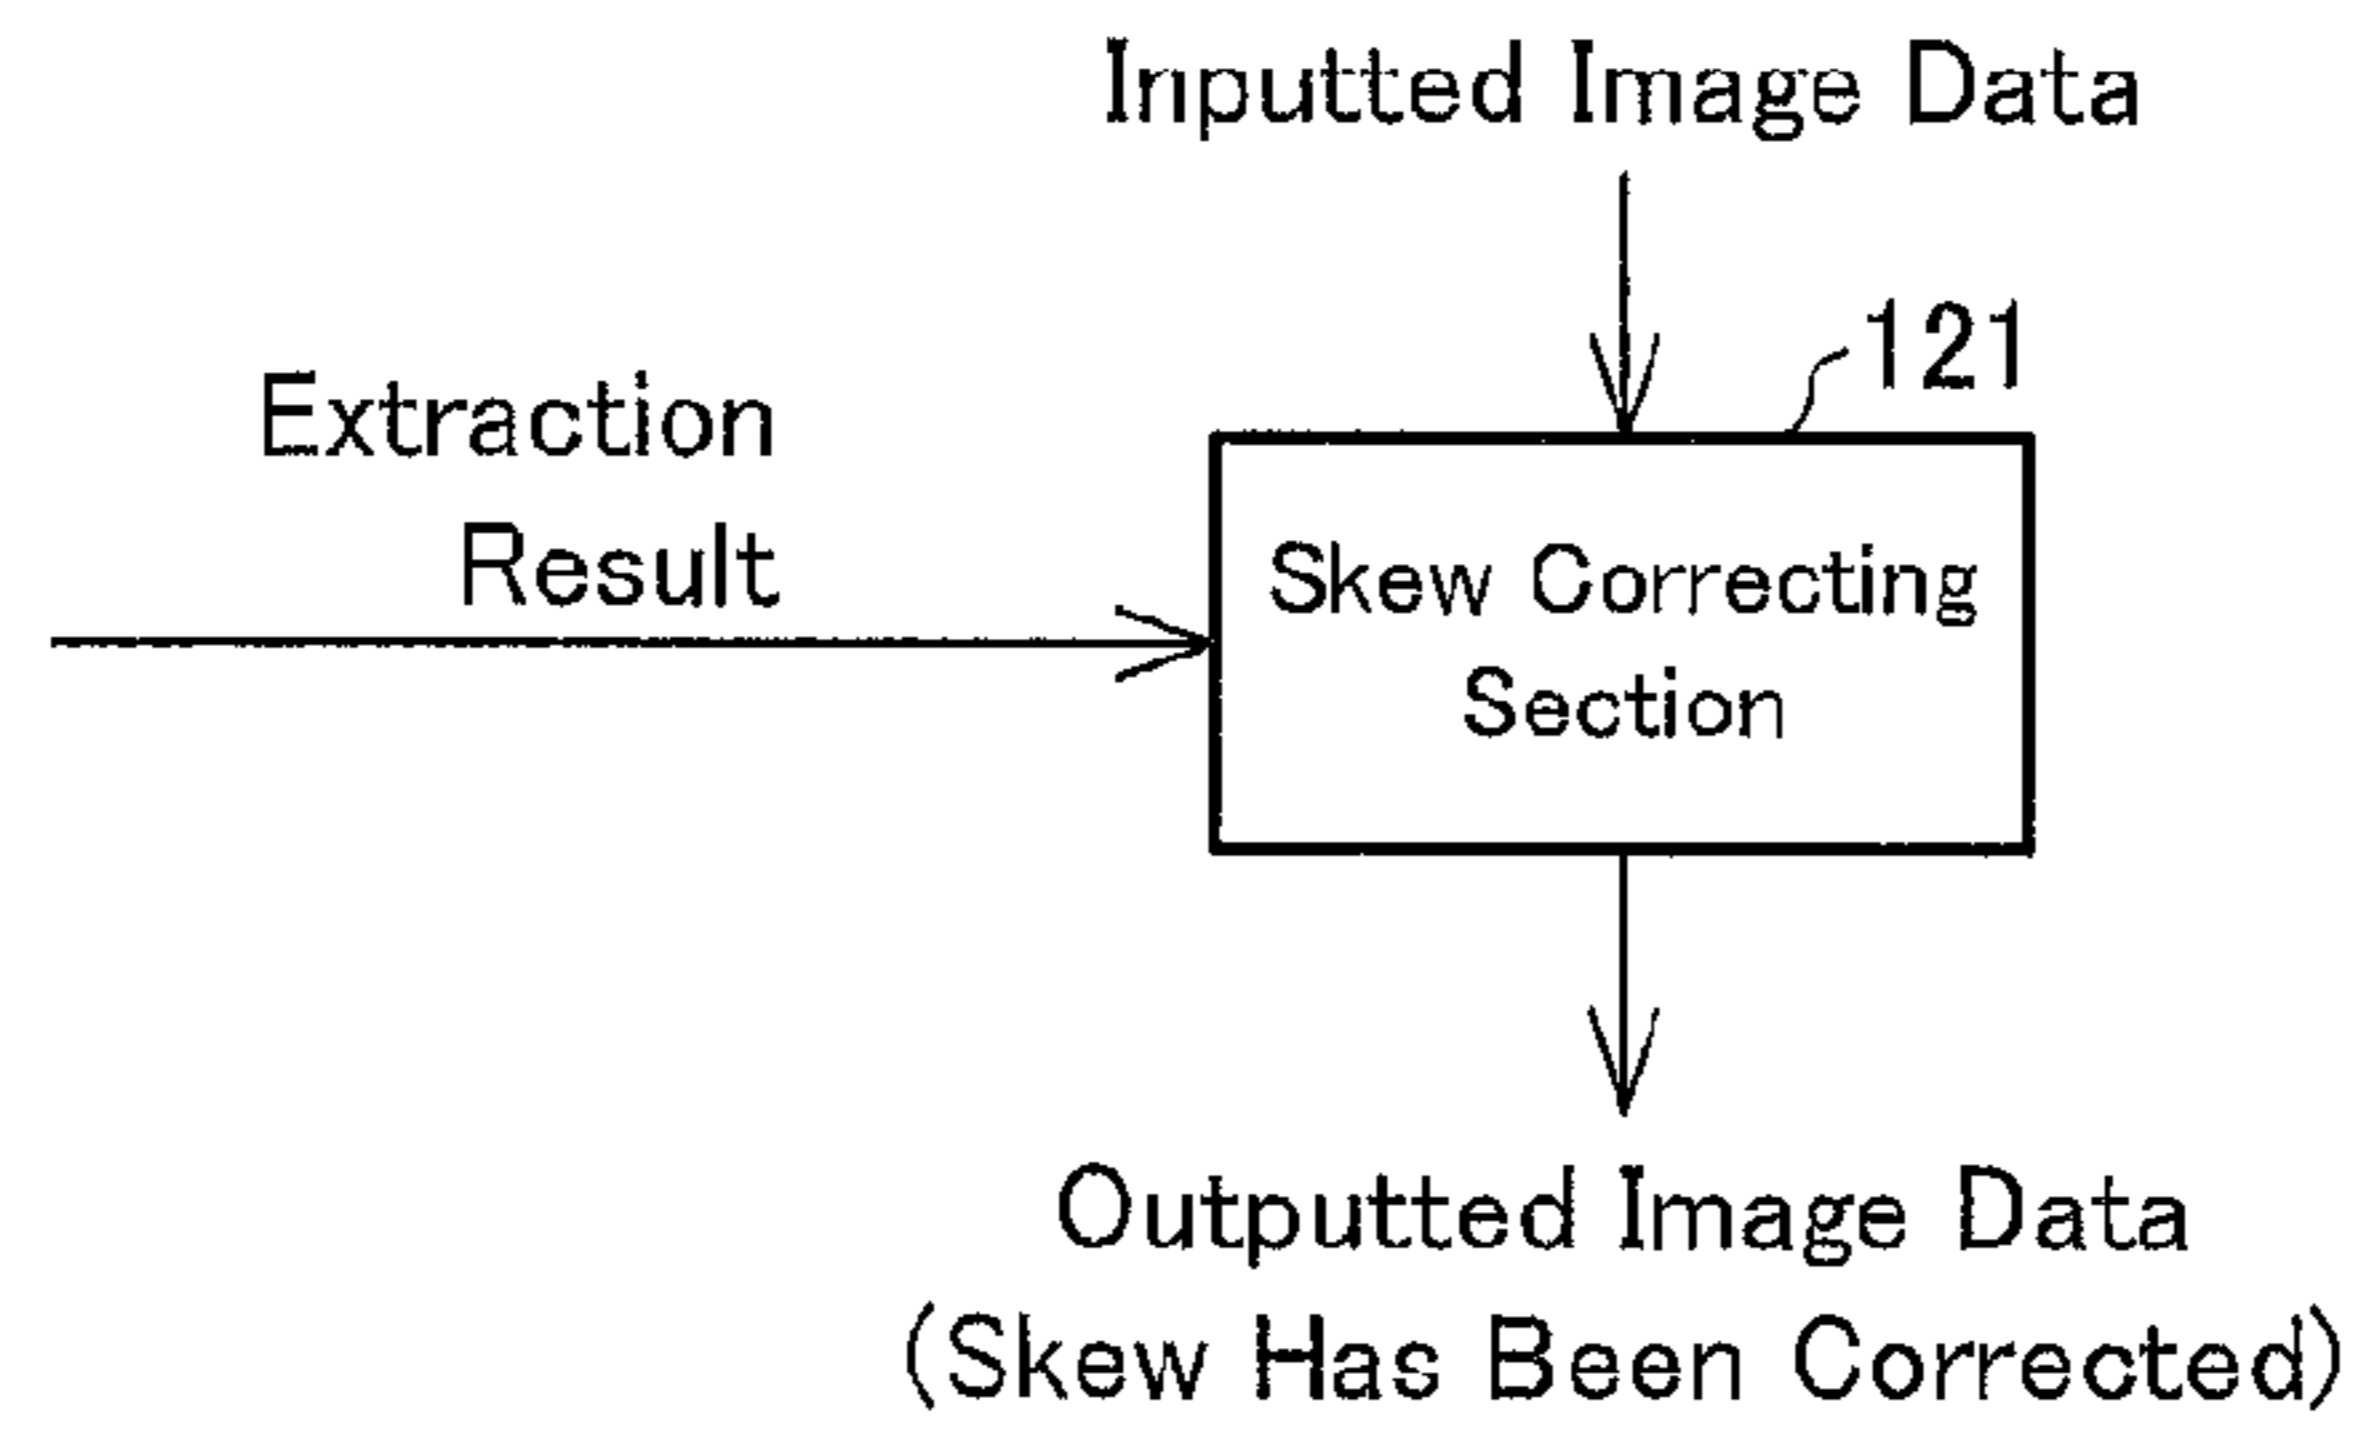 Inputted Image Data
121
Extraction
Result
Skew Correcting
Section
Outputted Image Data
(Skew Has Been Corrected)